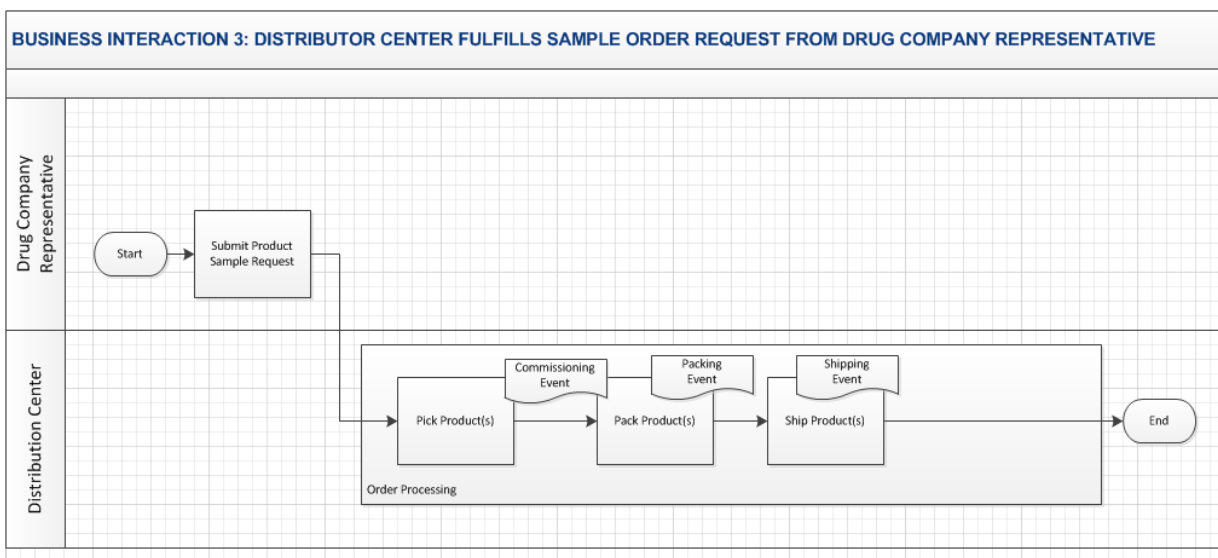 BUSINESS INTERACTION 3: DISTRIBUTOR CENTER FULFILLS SAMPLE ORDER REQUEST FROM DRUG COMPANY REPRESENTATIVE
Drug Company
Representative
Start
Submit Product
Sample Request
Distribution Center
Commissioning
Event
Packing
Event
Shipping
Event
Pick Product(s)
Pack Product(s)
Ship Product(s)
End
Order Processing